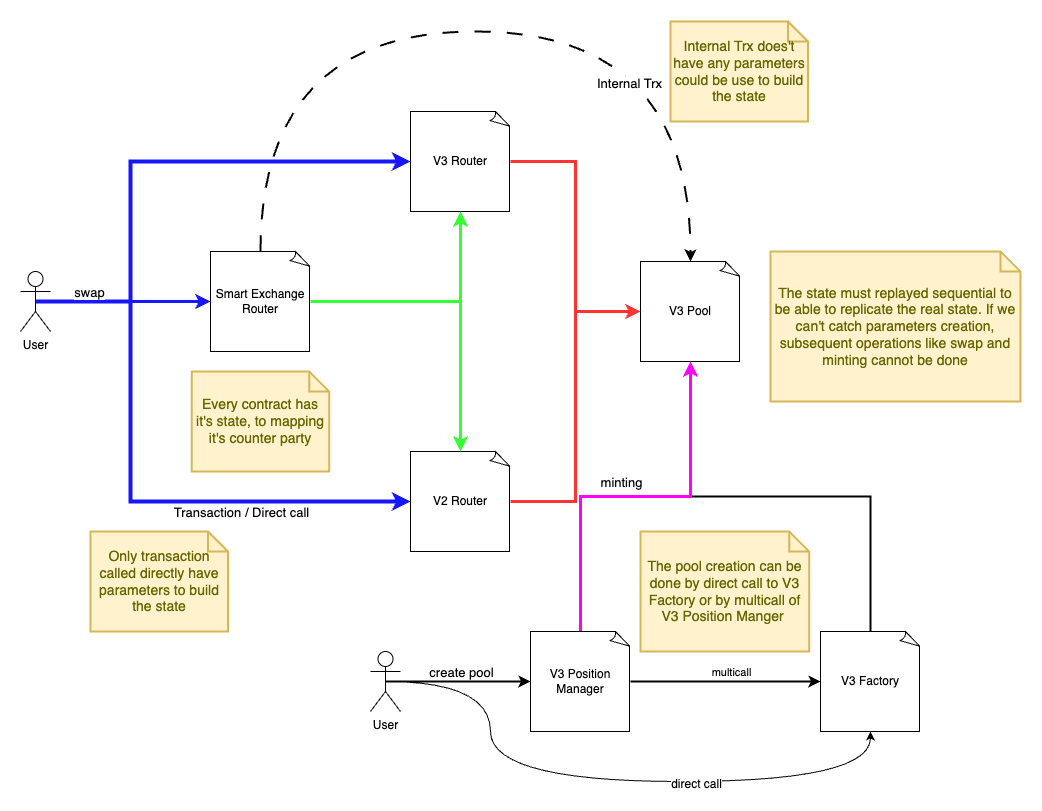 Internal Trx does't
have any parameters
could be use to build
the state
Internal Trx
V3 Router
swap
User
Smart Exchange
Router
V3 Pool
The state must replayed sequential to
be able to replicate the real state. If we
can't catch parameters creation,
subsequent operations like swap and
minting cannot be done
Every contract has
it's state, to mapping
it's counter party
V2 Router
minting
Transaction / Direct call
Only transaction
called directly have
parameters to build
the state
The pool creation can be
done by direct call to V3
Factory or by multicall of
V3 Position Manger
create pool
User
V3 Position
Manager
multicall
V3 Factory
direct call